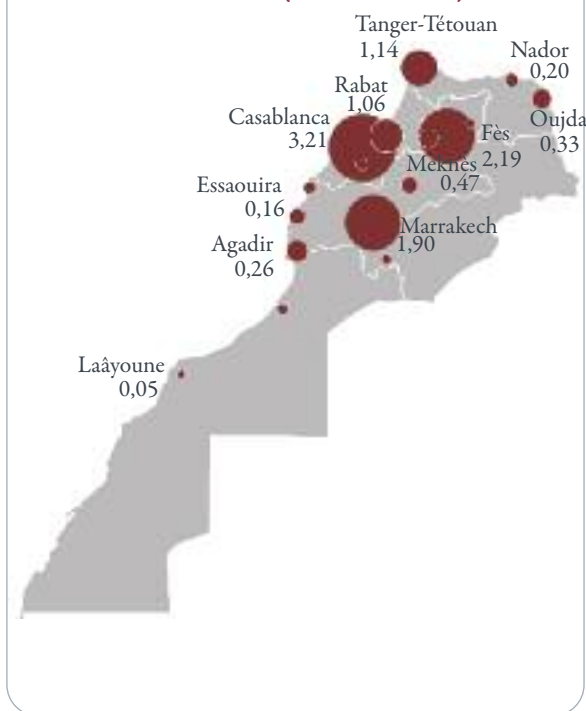 Tanger-Tétouan
1,14
Nador
0,20
Rabat
1,06
Oujda
0,33
Casablanca
3,21
Fès
2,19
Meknès
0,47
Essaouira
0,16
Marrakech
1,90
Agadir
0,26
Laâyoune
0,05